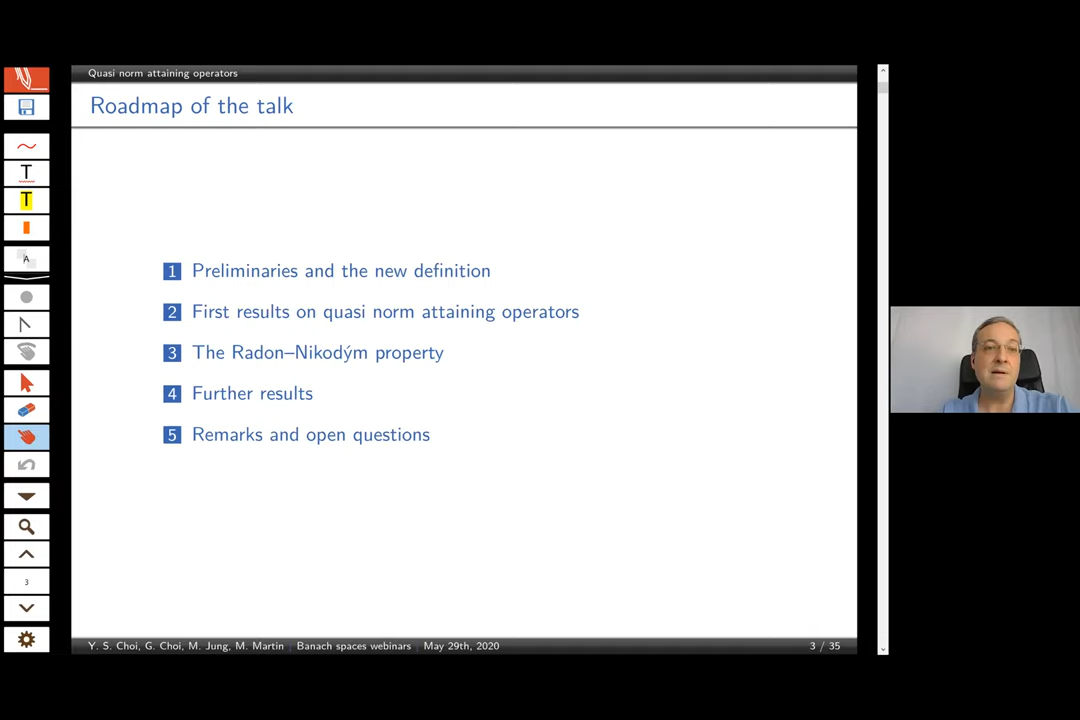 Quasi norm attaining operators
Roadmap of the talk
1 Preliminaries and the new definition
2 First results on quasi norm attaining operators
3 The Radon–Nikodým property
4 Further results
5 Remarks and open questions
Y. S. Choi, G. Choi, M. Jung, M. Martin | Banach spaces webinars | May 29th, 2020
3 / 35
T
T
A
3